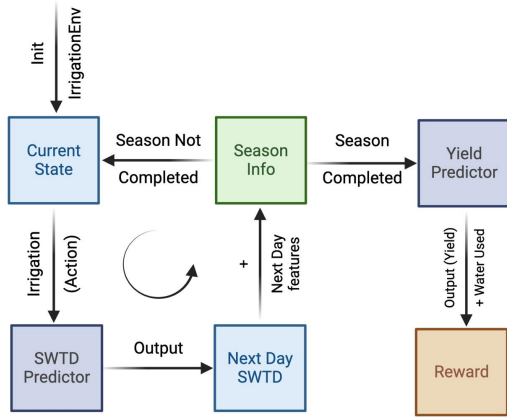 Init
IrrigationEnv
Current
State
Season Not
Completed
Season
Info
Season
Completed
Yield
Predictor
Irrigation
(Action)
+
Next Day
features
Output (Yield)
+ Water Used
SWTD
Predictor
Output
Next Day
SWTD
Reward